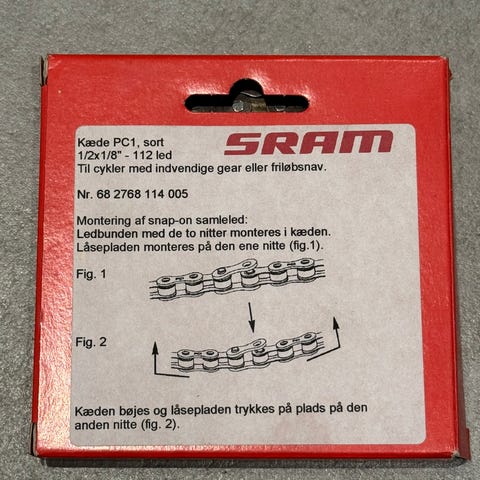 SRAM
Kæde PC1, sort
1/2x1/8" - 112 led
Til cykler med indvendige gear eller friløbsnav.
Nr. 68 2768 114 005
Montering af snap-on samleled:
Ledbunden med de to nitter monteres i kæden.
Låsepladen monteres på den ene nitte (fig.1).
Fig. 1
Fig. 2
Kæden bøjes og låsepladen trykkes på plads på den
anden nitte (fig. 2).